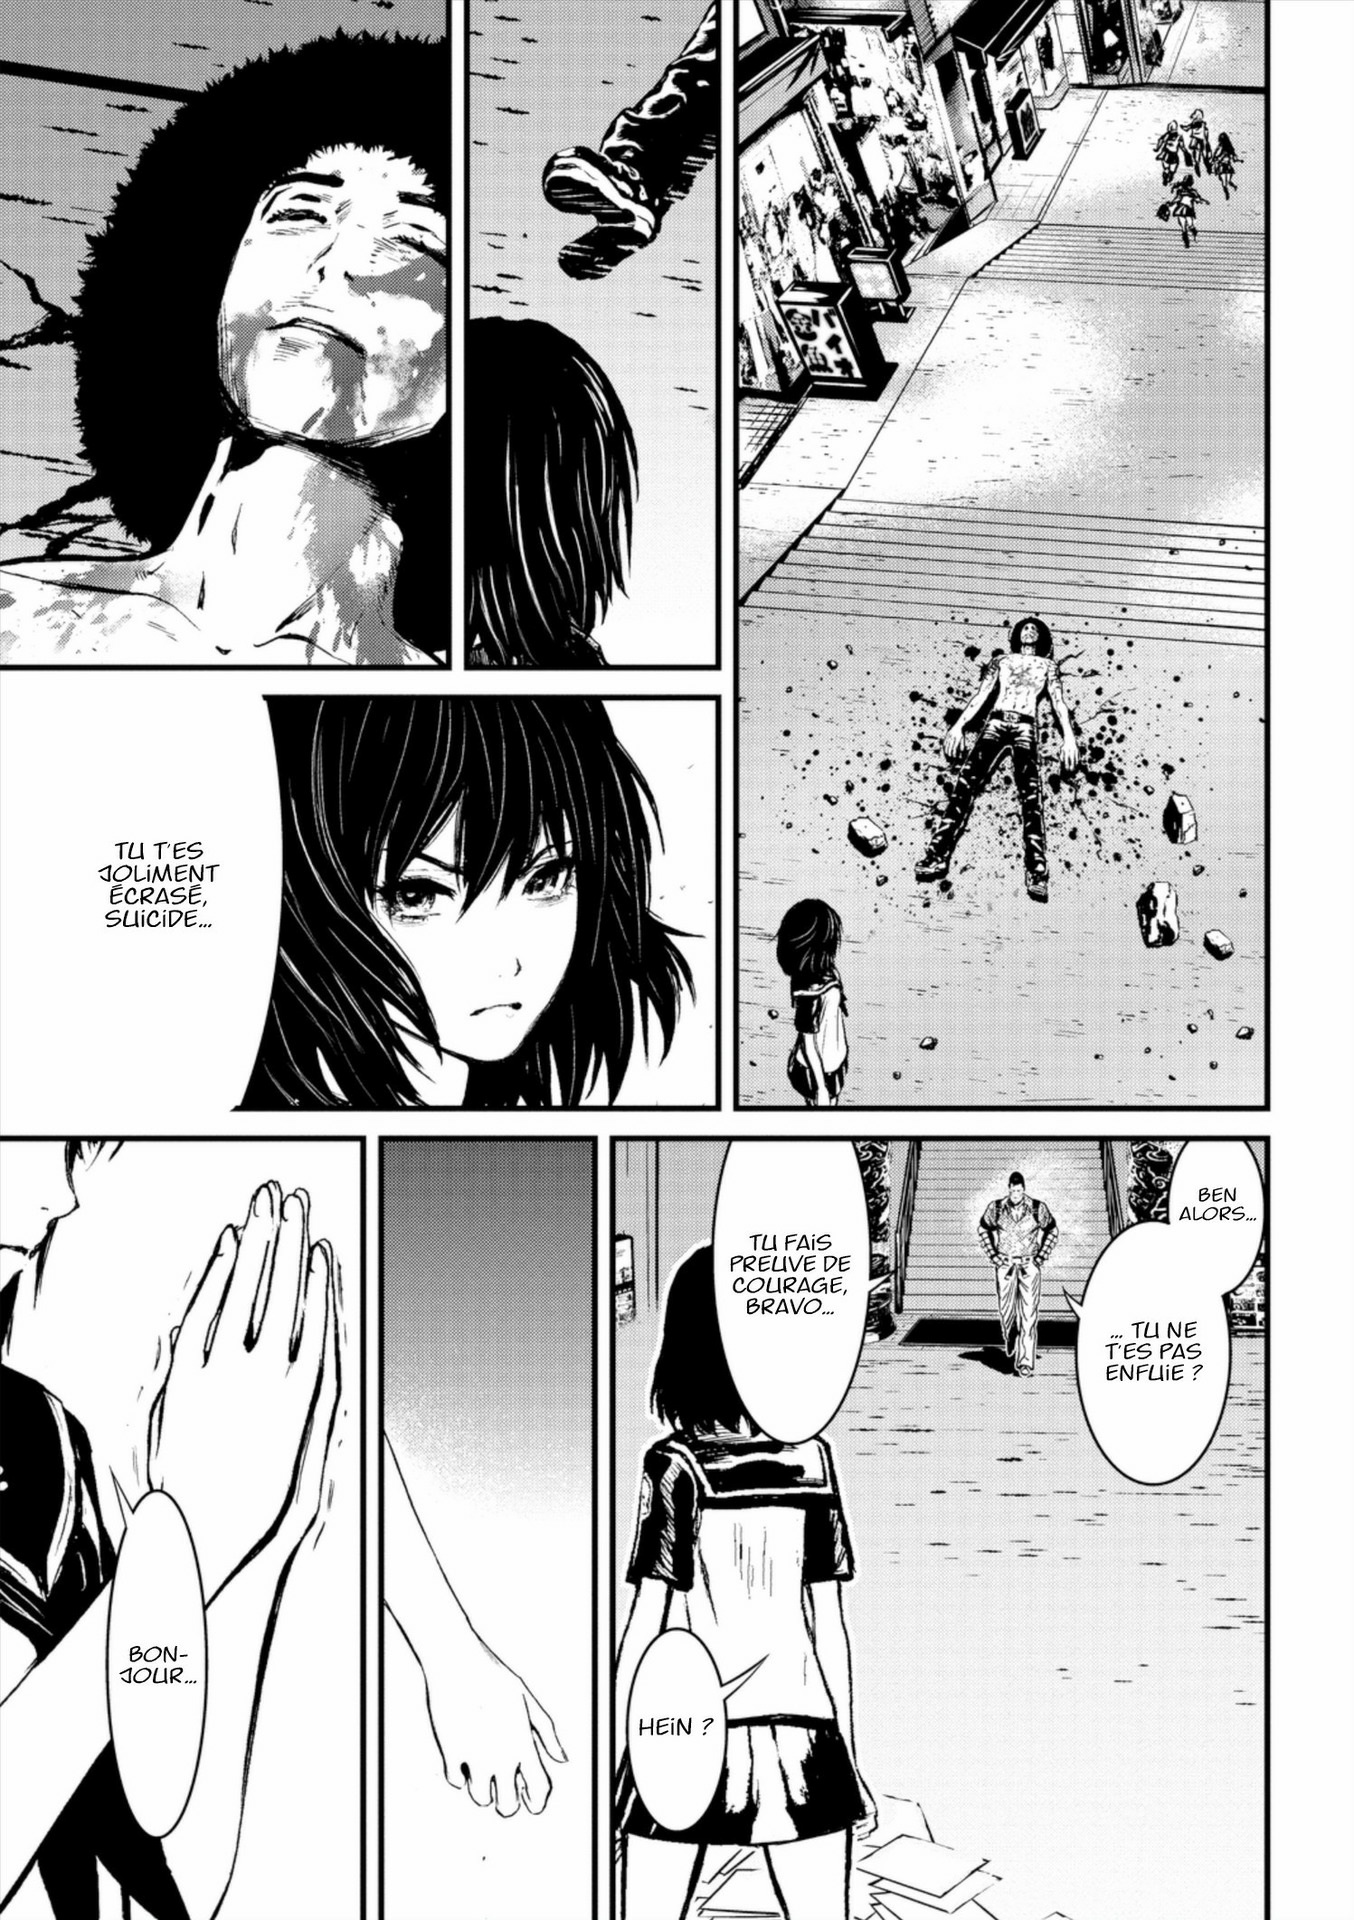 TU T'ES
JOLIMENT
ÉCRASÉ,
SUICIDE...
BEN
ALORS...
... TU NE
T'ES PAS
ENFUIE ?
TU FAIS
PREUVE DE
COURAGE,
BRAVO...
HEIN ?
BON-
JOUR...